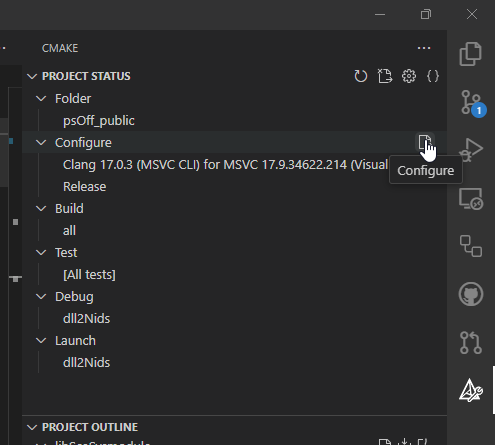 CMAKE
PROJECT STATUS
Folder
psOff_public
Configure
Clang 17.0.3 (MSVC CLI) for MSVC 17.9.34622.214 (Visual
Configure
Release
Build
all
Test
[All tests]
Debug
dll2Nids
Launch
dll2Nids
PROJECT OUTLINE
1